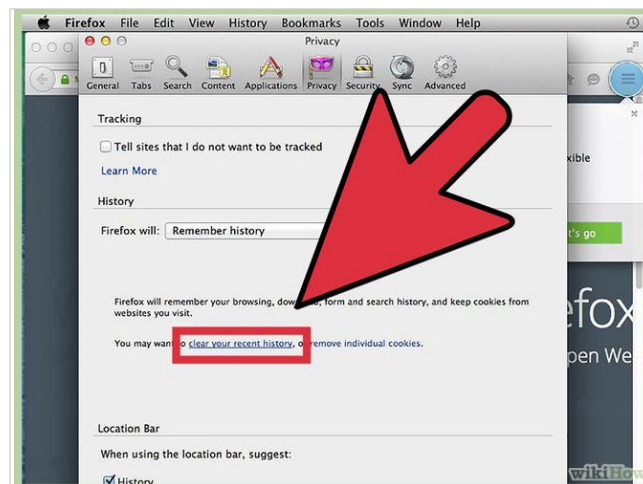 Firefox File Edit View History Bookmarks Tools Window Help
Privacy
General Tabs Search Content Applications Privacy Security Sync Advanced
Tracking
Tell sites that I do not want to be tracked
Learn More
History
Firefox will: Remember history
Firefox will remember your browsing, form and search history, and keep cookies from
websites you visit.
You may want to clear your recent history, or remove individual cookies.
Location Bar
When using the location bar, suggest:
History
xible
t's go
efox
pen We
wikiHow